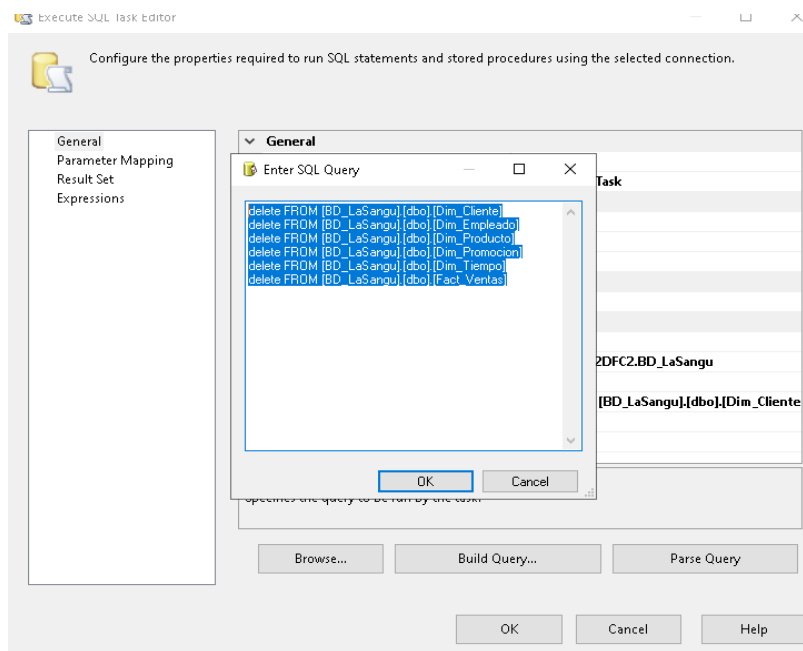 Execute SQL Task Editor
Configure the properties required to run SQL statements and stored procedures using the selected connection.
General
Parameter Mapping
Result Set
Expressions
General
Task
Enter SQL Query
delete FROM [BD_LaSangu].[dbo].[Dim_Cliente]
delete FROM [BD_LaSangu].[dbo].[Dim_Empleado]
delete FROM [BD_LaSangu].[dbo].[Dim_Producto]
delete FROM [BD_LaSangu].[dbo].[Dim_Promocion]
delete FROM [BD_LaSangu].[dbo].[Dim_Tiempo]
delete FROM [BD_LaSangu].[dbo].[Fact_Ventas]
2DFC2.BD_LaSangu
[BD_LaSangu].[dbo].[Dim_Cliente
OK Cancel
Specifies the query to be run by the task.
Browse... Build Query... Parse Query
OK Cancel Help